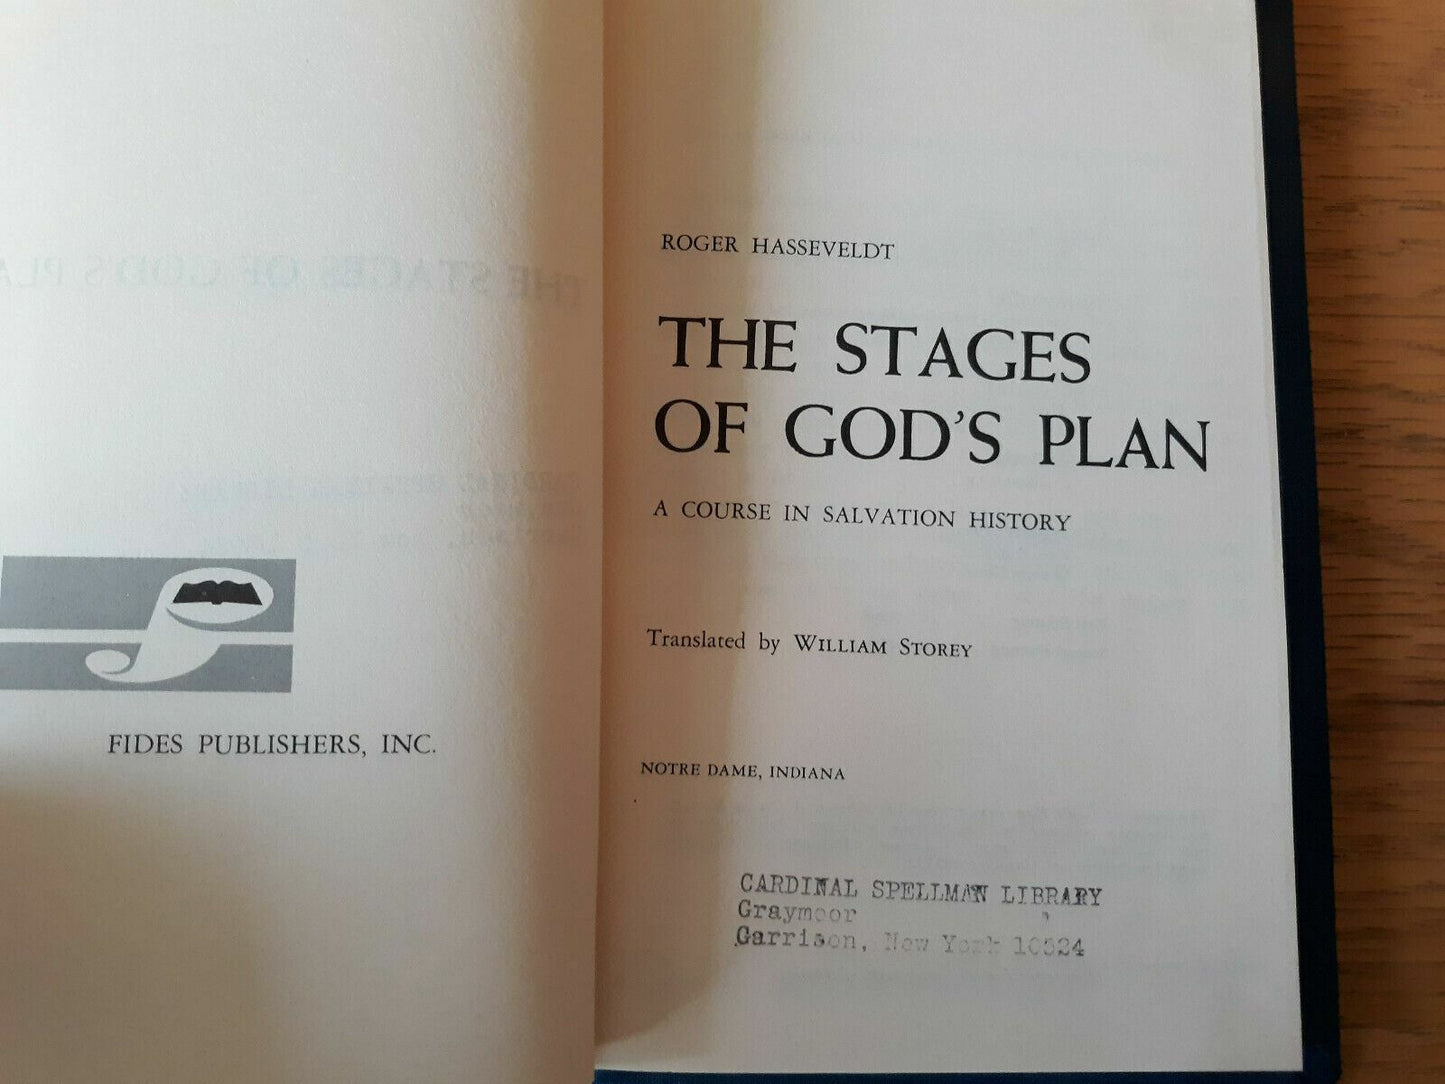 FIDES PUBLISHERS, INC.
ROGER HASSEVELDT
THE STAGES
OF GOD'S PLAN
A COURSE IN SALVATION HISTORY
Translated by WILLIAM STOREY
NOTRE DAME, INDIANA
CARDINAL SPELLMAN LIBRARY
Graymoor
Garrison, New York 10524